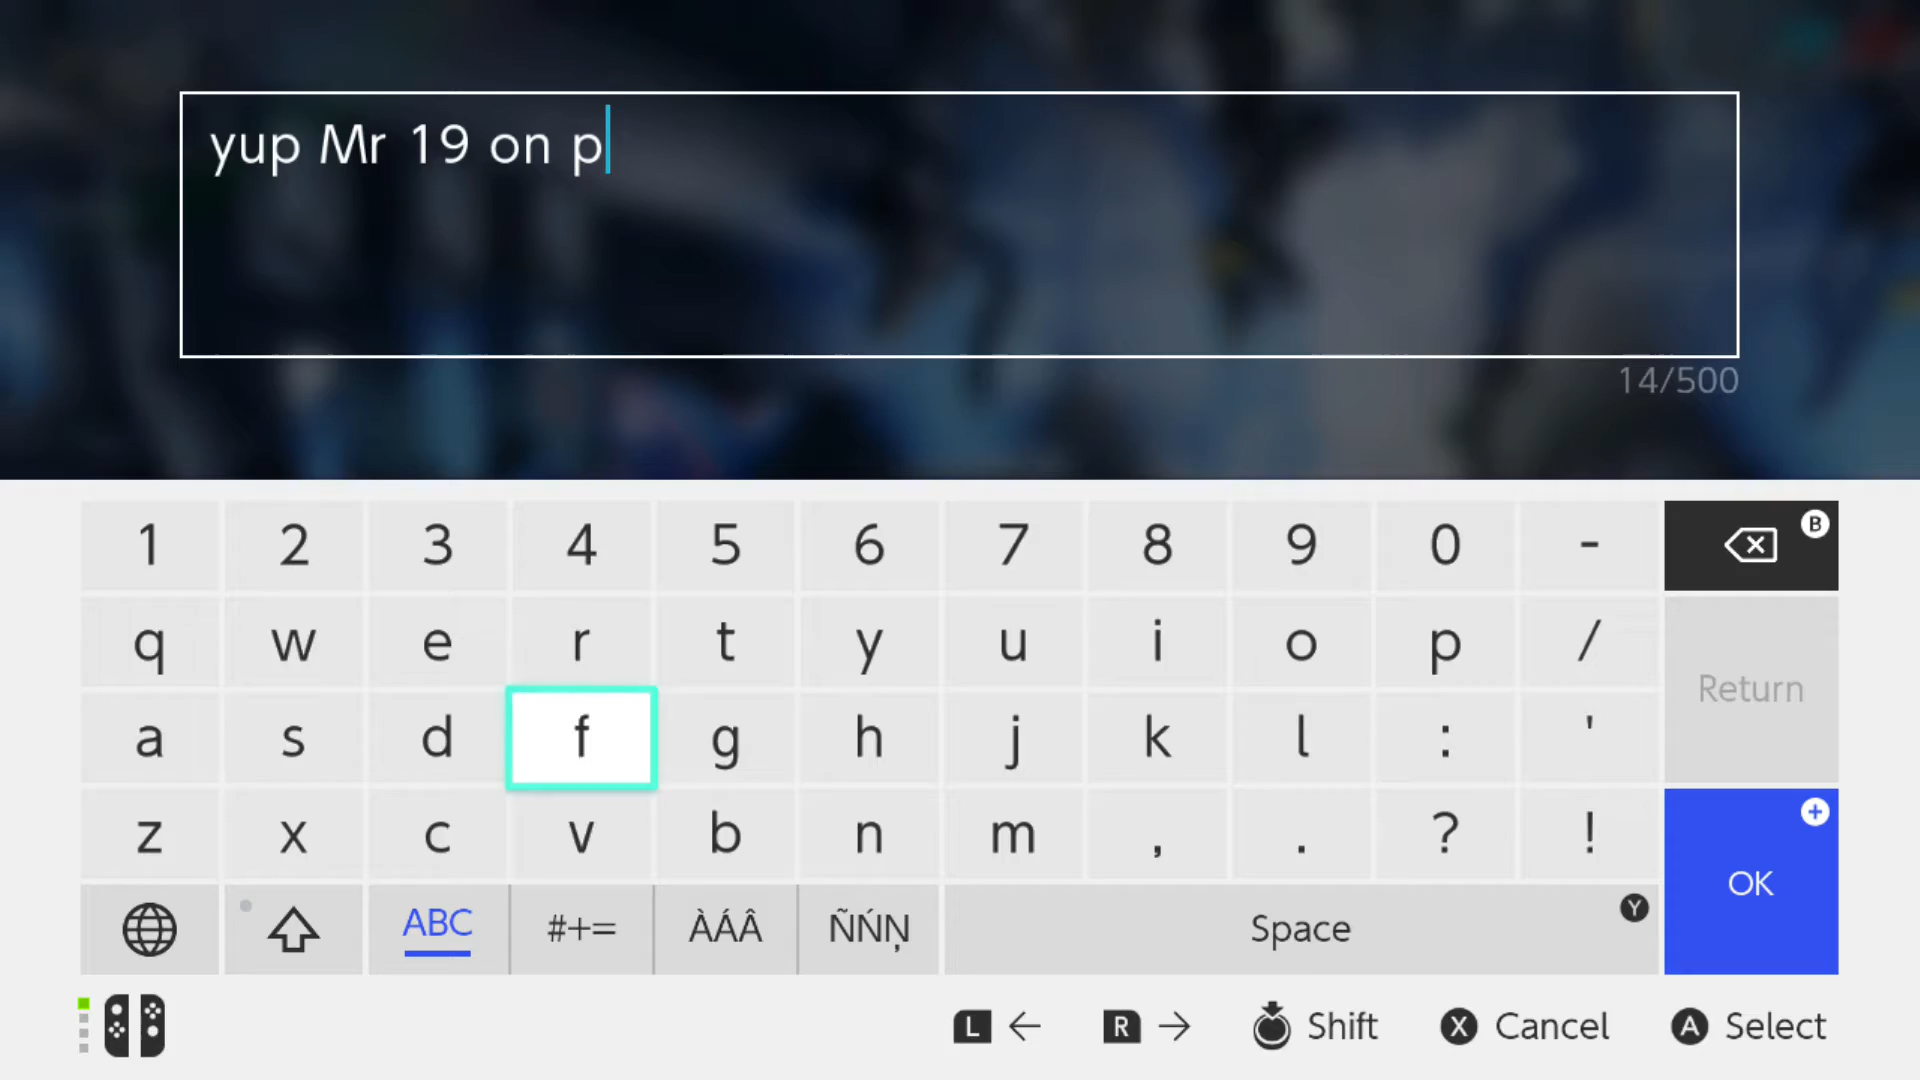 yup Mr 19 on p
14/500
1 2 3 4 5 6 7 8 9 0 - B
q w e r t y u i o p /
Return
a s d f g h j k l : '
z x c v b n m , . ? ! +
OK
ABC #+= ÀÁÂ ÑŃŅ Space Y
L ← R → Shift X Cancel A Select